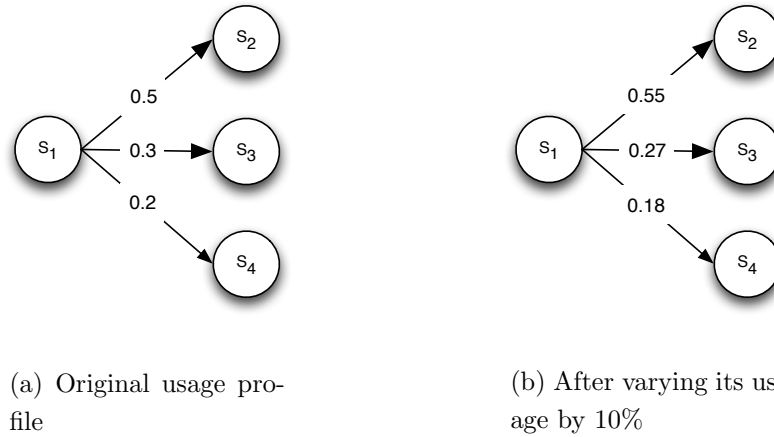 S2
0.5
S1
0.3
S3
0.2
S4
(a) Original usage pro-
file
S2
0.55
S1
0.27
S3
0.18
S4
(b) After varying its us
age by 10%